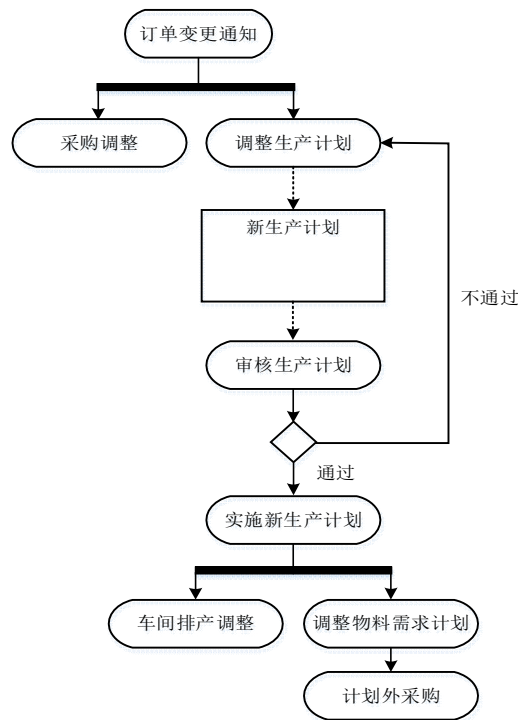 订单变更通知
采购调整
调整生产计划
新生产计划
不通过
审核生产计划
通过
实施新生产计划
车间排产调整
调整物料需求计划
计划外采购